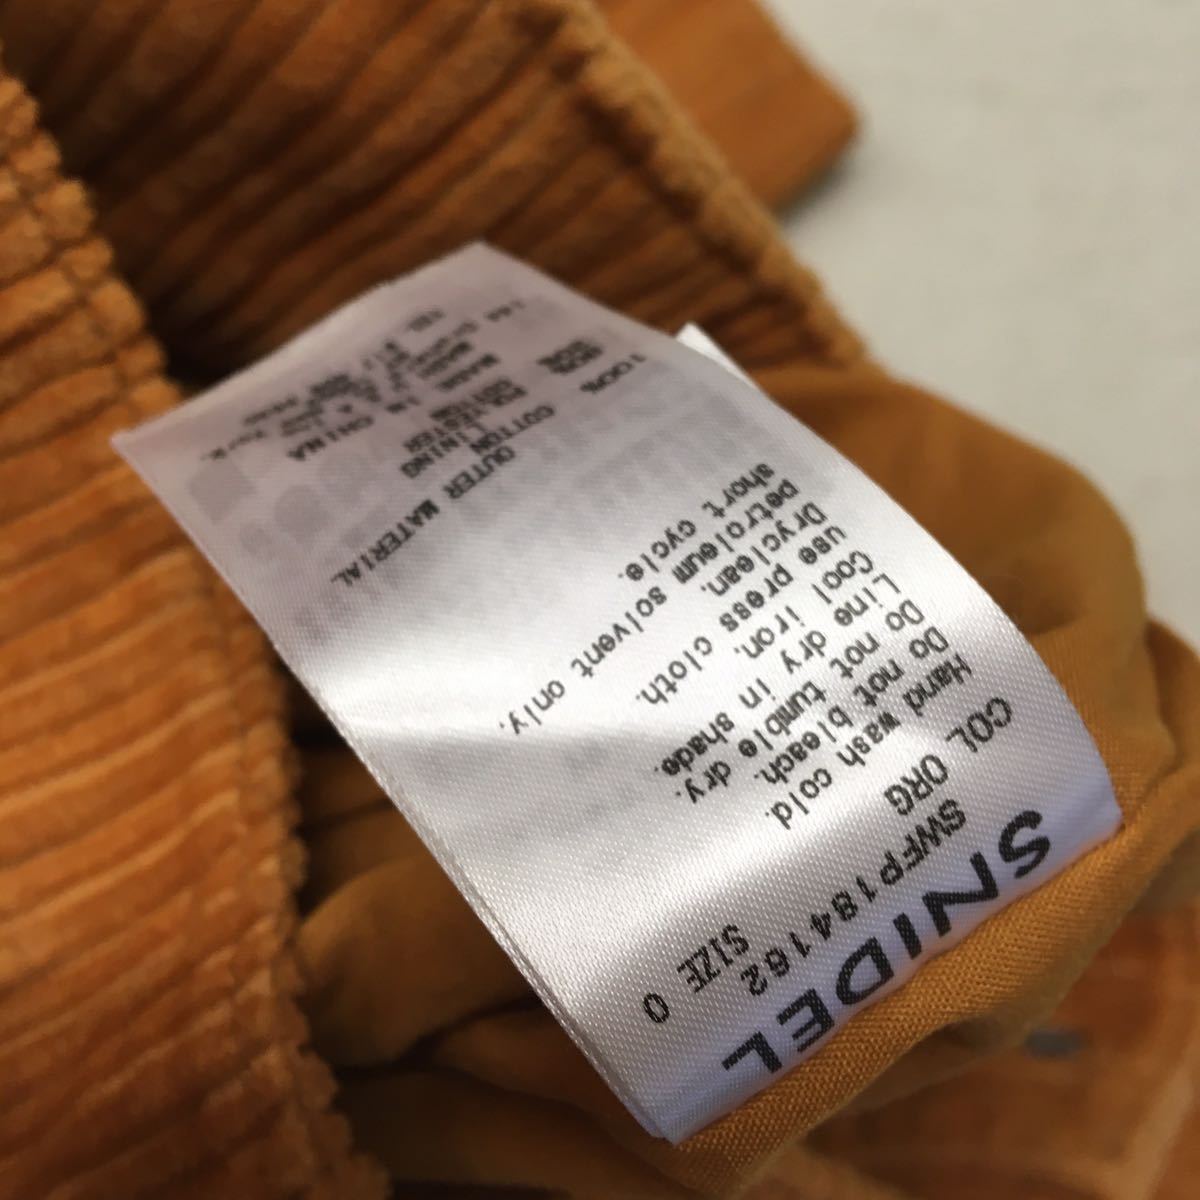 SNIDEL
SWFP184162
COL ORG SIZE 0
Hand wash cold.
Do not bleach.
Do not tumble dry.
Line dry in shade.
Cool iron.
use press cloth.
Dryclean.
petroleum solvent only.
short cycle.
OUTER MATERIAL
100% COTTON
LINING
POLYESTER
COTTON
MADE IN CHINA